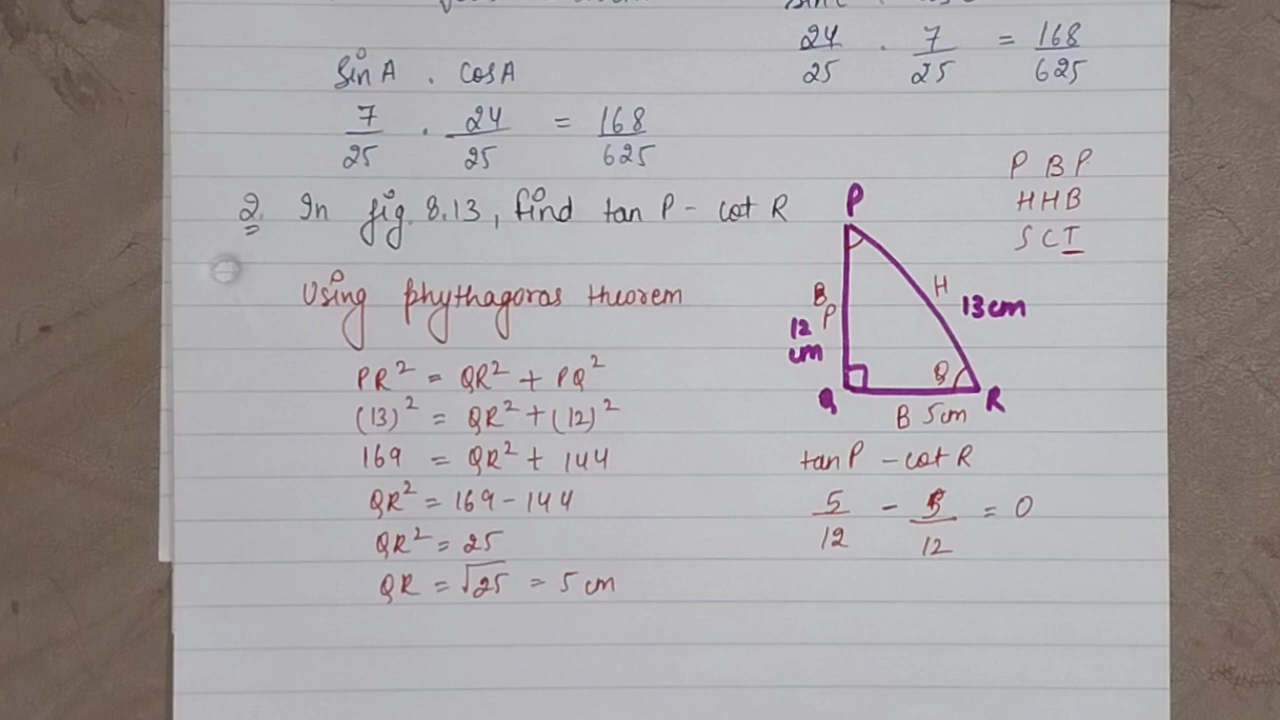 24/25 . 7/25 = 168/625
Sin A . cos A
7/25 . 24/25 = 168/625
2. In fig. 8.13, find tan P - cot R
P B P
H H B
S C T
Using phythagoras theorem
PR² = QR² + PQ²
(13)² = QR² + (12)²
169 = QR² + 144
QR² = 169 - 144
QR² = 25
QR = √25 = 5 cm
P
H
13cm
B
P
12
cm
Q
θ
R
B 5cm
tan P - cot R
5/12 - 5/12 = 0